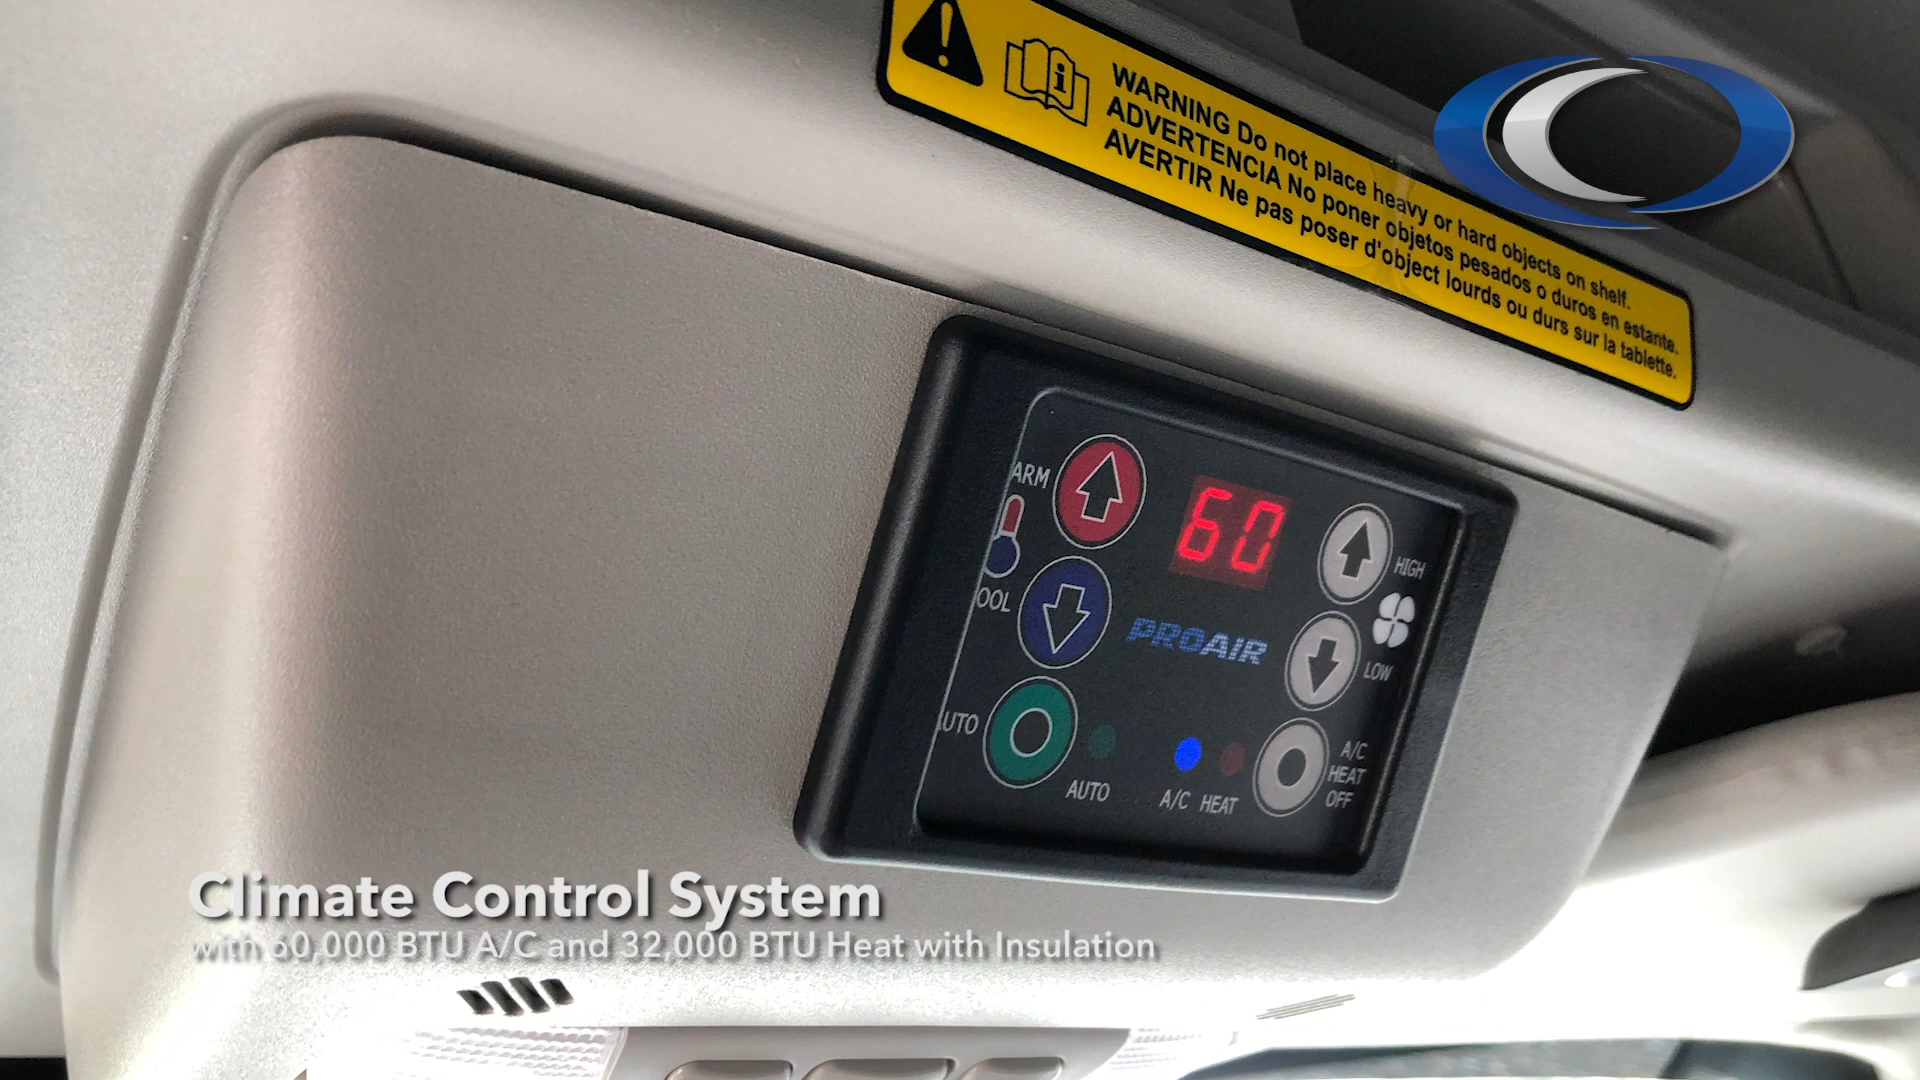 WARNING Do not place heavy or hard objects on shelf.
ADVERTENCIA No poner objetos pesados o duros en estante.
AVERTIR Ne pas poser d'object lourds ou durs sur la tablette.
ARM
60
HIGH
OOL
PROAIR
LOW
UTO
AUTO
A/C HEAT
A/C
HEAT
OFF
Climate Control System
with 60,000 BTU A/C and 32,000 BTU Heat with Insulation